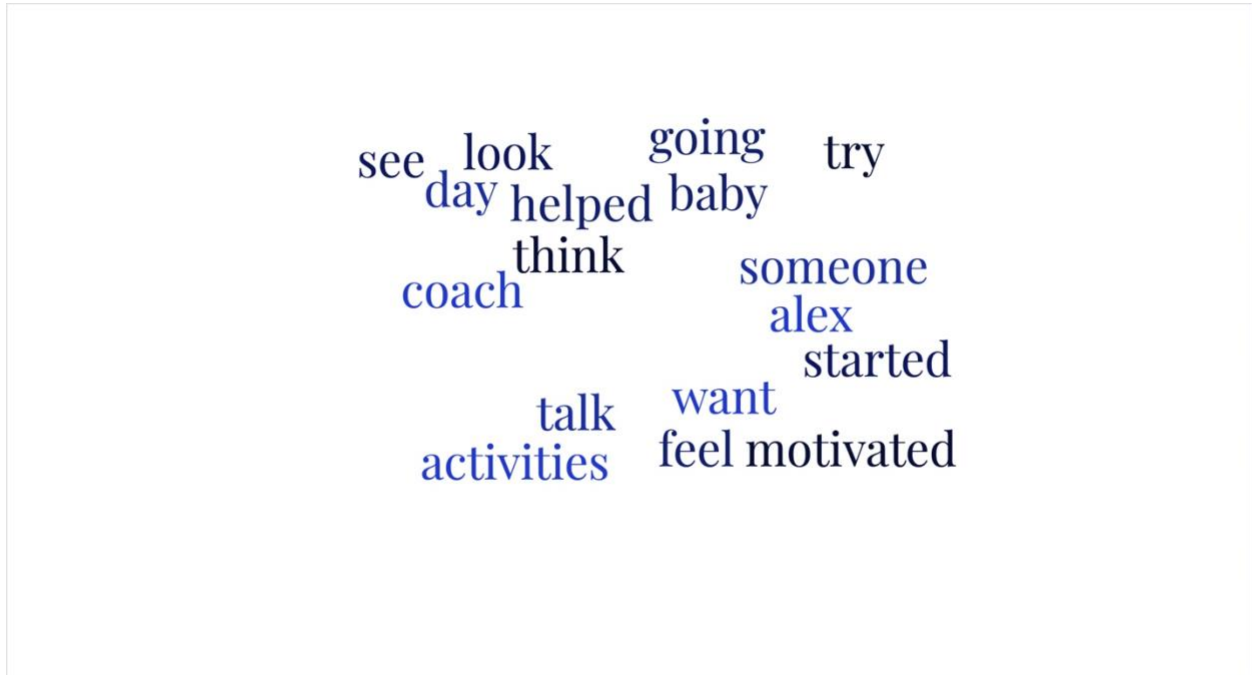 see look going try
day helped baby
think
coach someone
alex
started
talk want
activities feel motivated